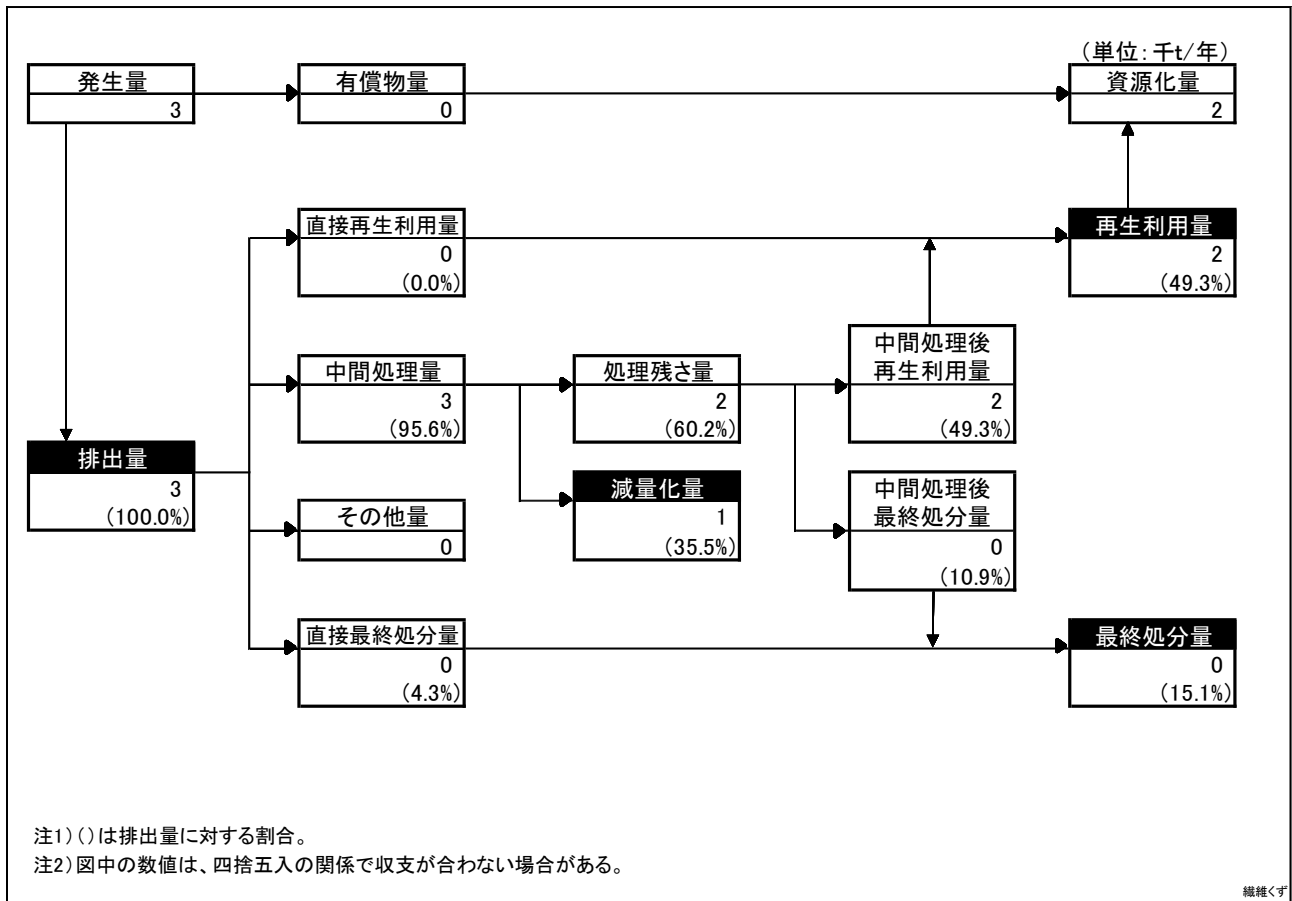 (単位:千t/年)
発生量
3
有償物量
0
資源化量
2
直接再生利用量
0
(0.0%)
再生利用量
2
(49.3%)
中間処理量
3
(95.6%)
処理残さ量
2
(60.2%)
中間処理後
再生利用量
2
(49.3%)
排出量
3
(100.0%)
減量化量
1
(35.5%)
中間処理後
最終処分量
0
(10.9%)
その他量
0
直接最終処分量
0
(4.3%)
最終処分量
0
(15.1%)
注1)()は排出量に対する割合。
注2)図中の数値は、四捨五入の関係で収支が合わない場合がある。
繊維くず